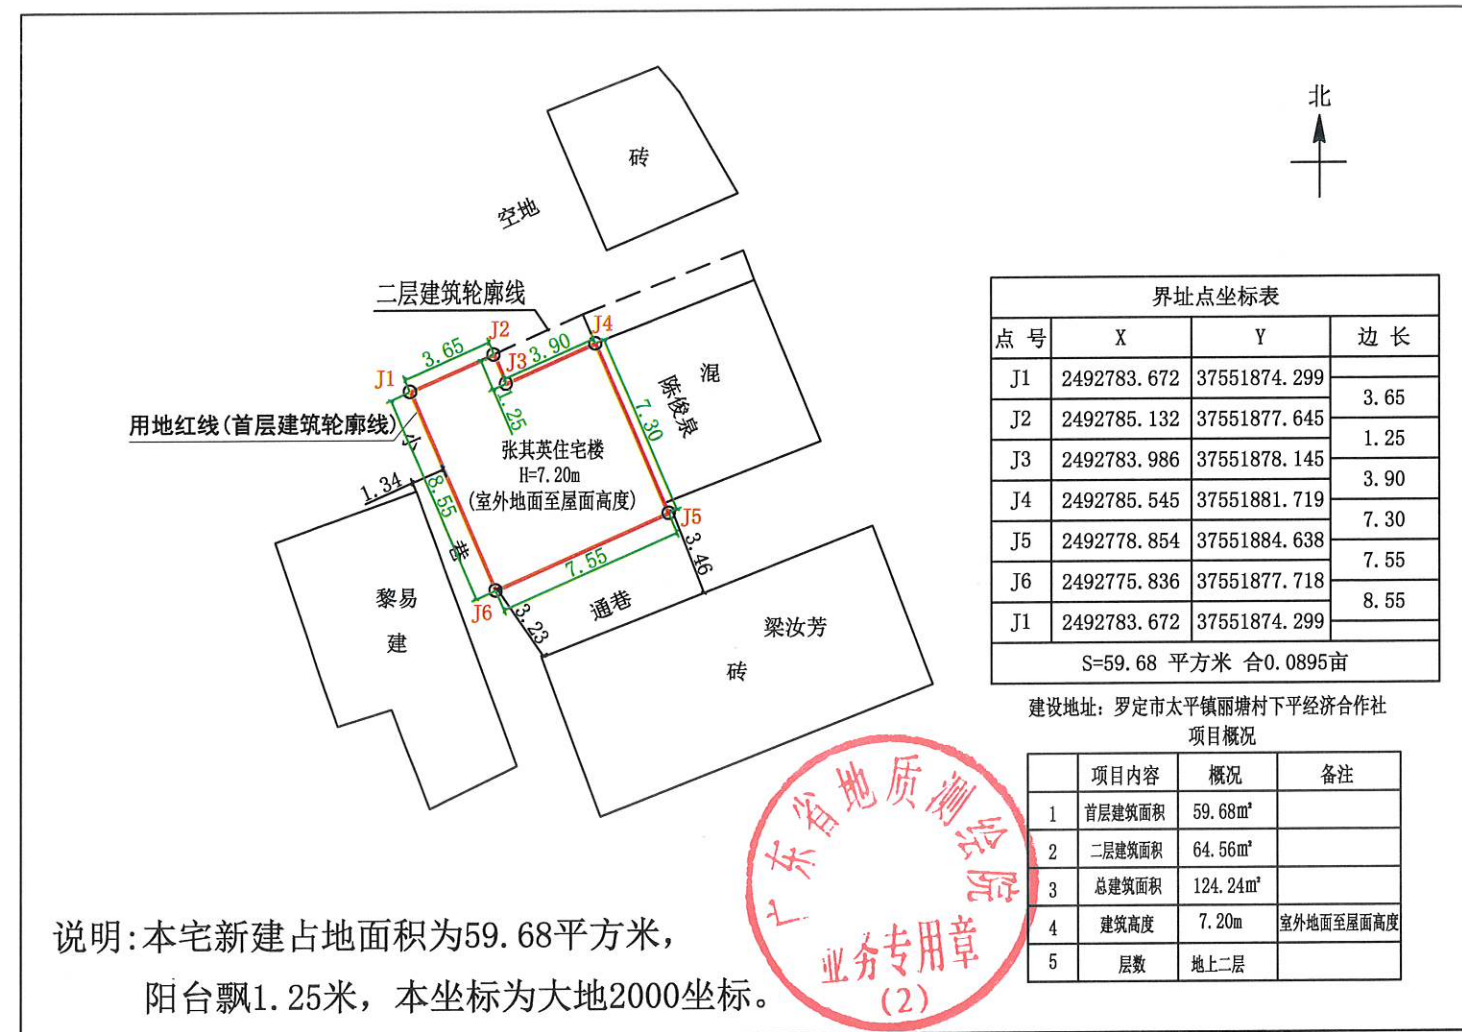 北
砖
空地
二层建筑轮廓线
J2
J4
3.65
3.90
J3
J1
1.25
混
陈俊泉
用地红线(首层建筑轮廓线)
小
巷
7.30
张其英住宅楼
H=7.20m
(室外地面至屋面高度)
1.34
8.55
J5
7.55
3.46
J6
3.23
通巷
黎易
建
梁汝芳
砖
界址点坐标表
点 号 X Y 边 长
J1 2492783.672 37551874.299
3.65
J2 2492785.132 37551877.645
1.25
J3 2492783.986 37551878.145
3.90
J4 2492785.545 37551881.719
7.30
J5 2492778.854 37551884.638
7.55
J6 2492775.836 37551877.718
8.55
J1 2492783.672 37551874.299
S=59.68 平方米 合0.0895亩
建设地址: 罗定市太平镇丽塘村下平经济合作社
项目概况
项目内容 概况 备注
1 首层建筑面积 59.68m²
2 二层建筑面积 64.56m²
3 总建筑面积 124.24m²
4 建筑高度 7.20m 室外地面至屋面高度
5 层数 地上二层
广东省地质测绘院
业务专用章
(2)
说明:本宅新建占地面积为59.68平方米，
阳台飘1.25米，本坐标为大地2000坐标。